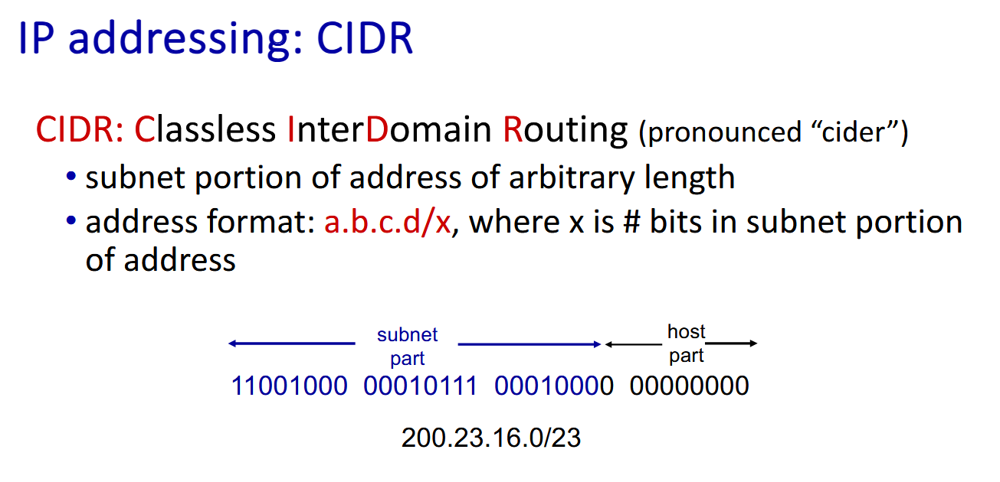 IP addressing: CIDR
CIDR: Classless InterDomain Routing (pronounced “cider”)
• subnet portion of address of arbitrary length
• address format: a.b.c.d/x, where x is # bits in subnet portion
of address
subnet
part
host
part
11001000 00010111 00010000 00000000
200.23.16.0/23